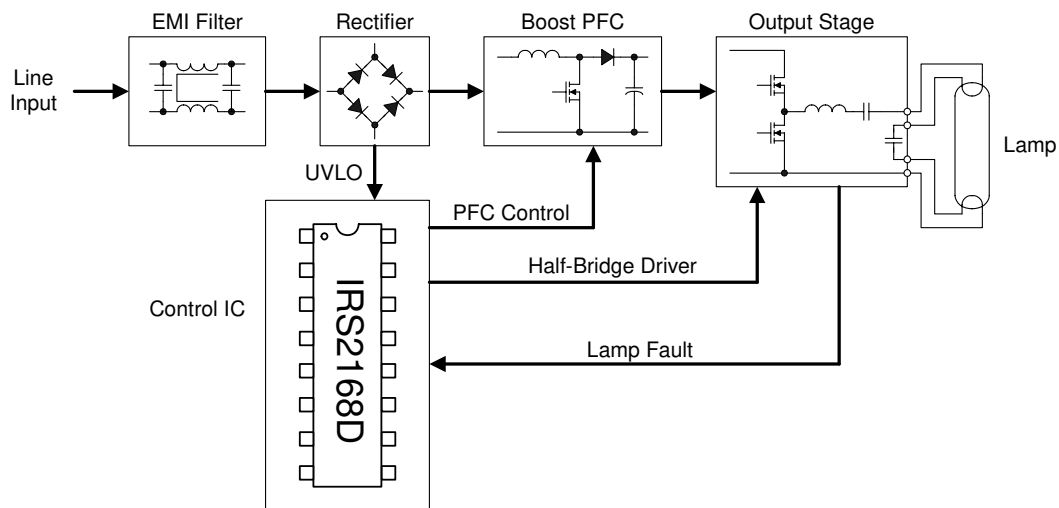 EMI Filter
Rectifier
Boost PFC
Output Stage
Line
Input
Lamp
UVLO
PFC Control
Half-Bridge Driver
Control IC
IRS2168D
Lamp Fault